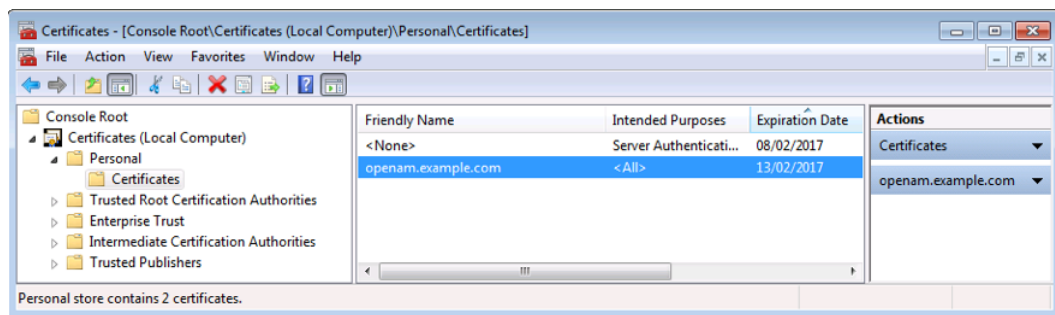 Certificates - [Console Root\Certificates (Local Computer)\Personal\Certificates]
File Action View Favorites Window Help
Console Root
Certificates (Local Computer)
Personal
Certificates
Trusted Root Certification Authorities
Enterprise Trust
Intermediate Certification Authorities
Trusted Publishers
Friendly Name Intended Purposes Expiration Date
<None> Server Authenticati... 08/02/2017
openam.example.com <All> 13/02/2017
Actions
Certificates
openam.example.com
Personal store contains 2 certificates.